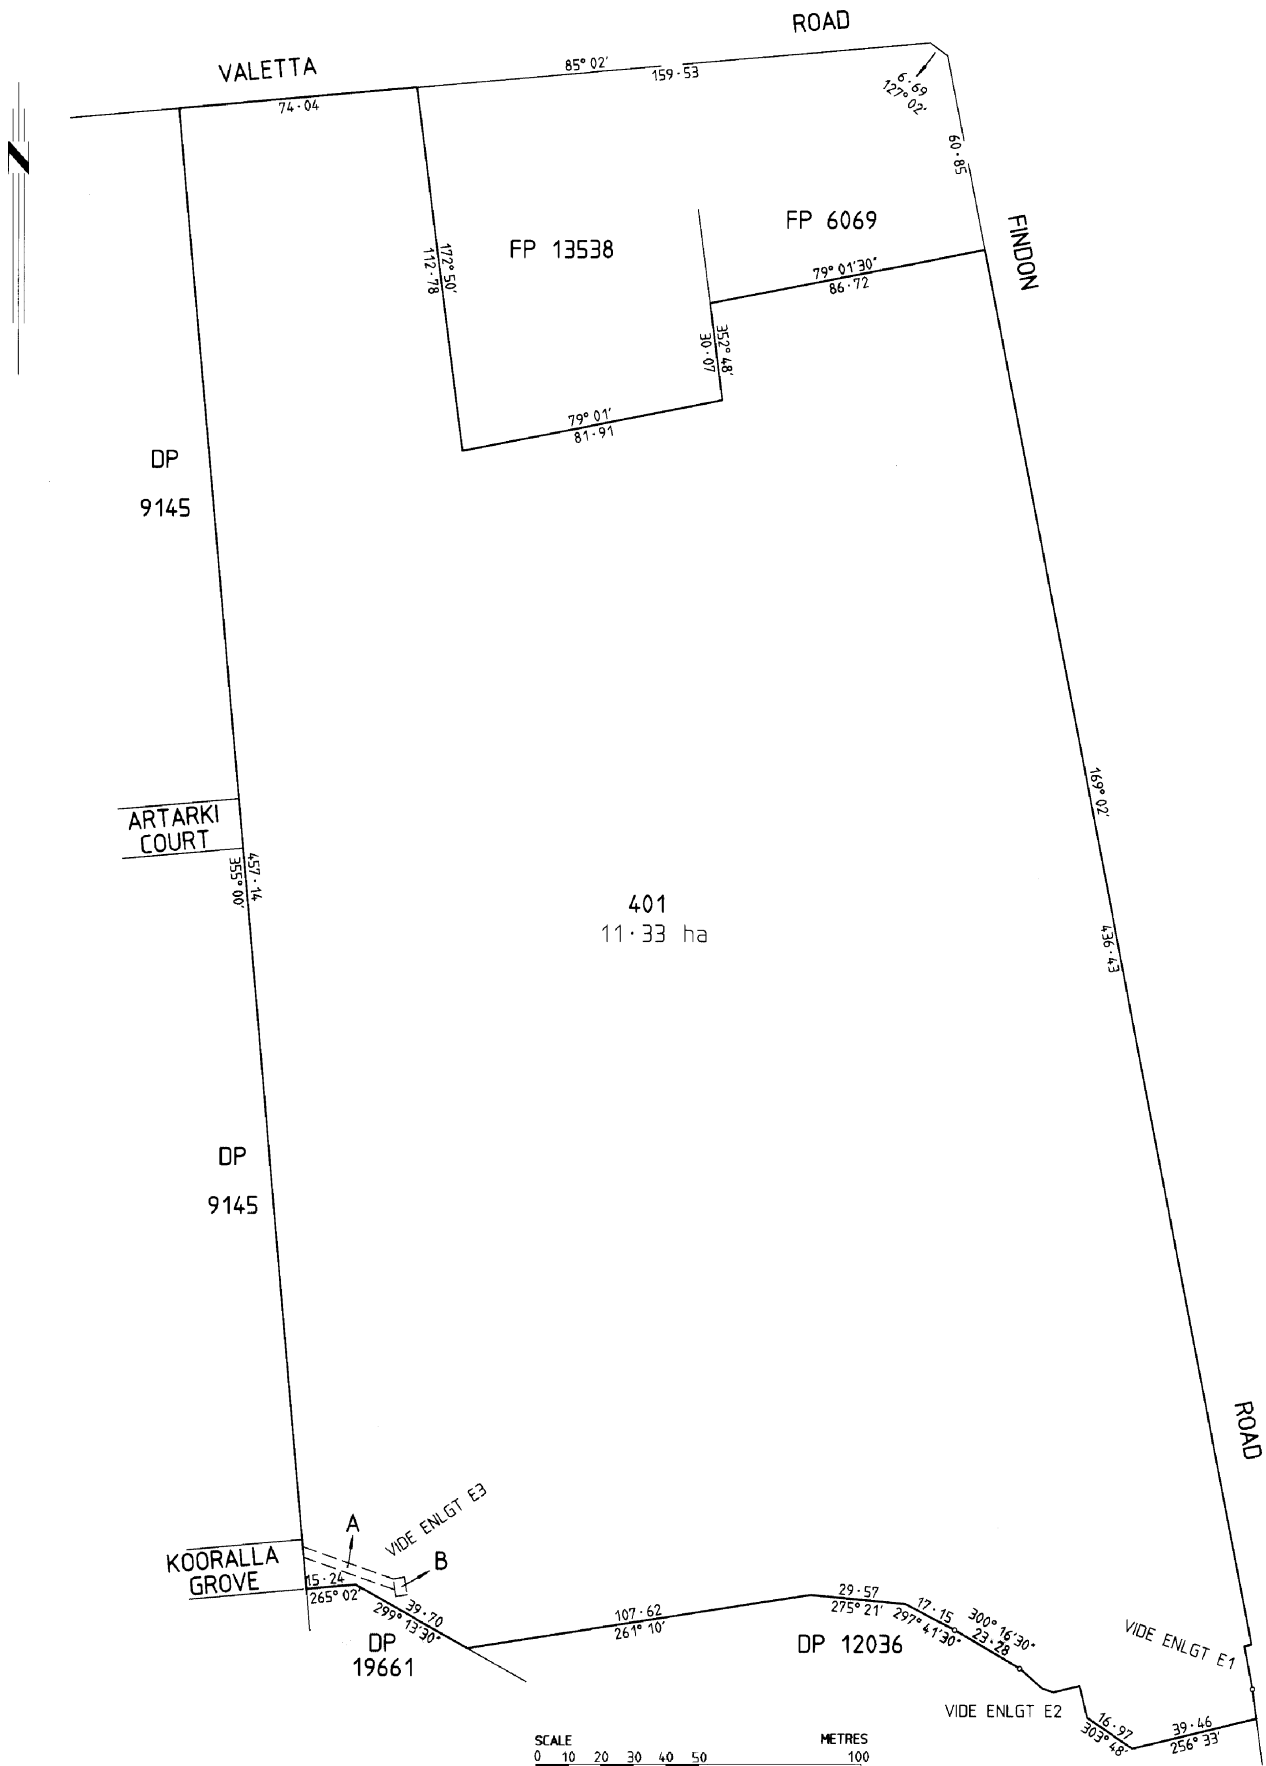 ROAD
VALETTA
85° 02'
159·53
74·04
6·69
127° 02'
60·85
N
FP 6069
FP 13538
FINDON
172° 50'
112·78
79° 01'30"
86·72
352° 48'
30·07
79° 01'
81·91
DP
9145
169° 02'
ARTARKI
COURT
457·14
355° 00'
401
11·33 ha
436·43
DP
9145
ROAD
VIDE ENLGT E3
A
B
KOORALLA
GROVE
15·24
265° 02'
39·70
299° 13'30"
DP
19661
107·62
261° 10'
29·57
275° 21'
17·15
297° 41'30"
300° 16'30"
23·28
DP 12036
VIDE ENLGT E1
VIDE ENLGT E2
16·97
303° 48'
39·46
256° 33'
SCALE
METRES
0 10 20 30 40 50 100